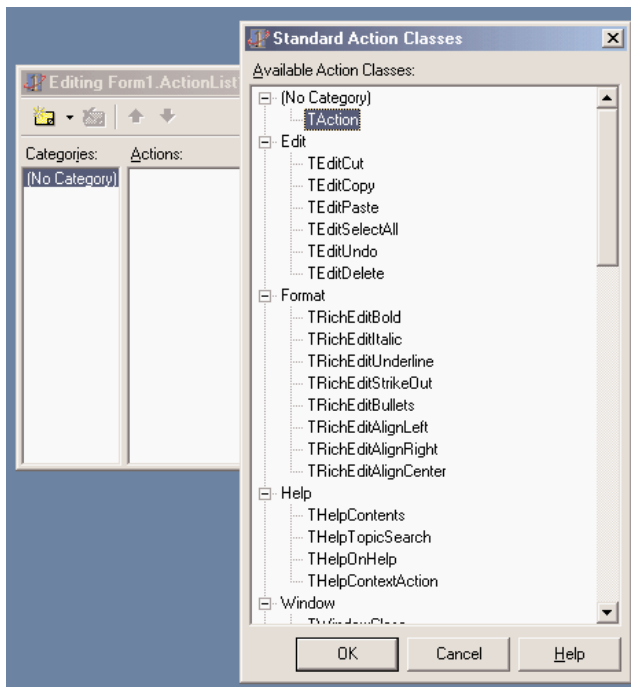 Standard Action Classes
Available Action Classes:
(No Category)
TAction
Edit
TEditCut
TEditCopy
TEditPaste
TEditSelectAll
TEditUndo
TEditDelete
Format
TRichEditBold
TRichEditItalic
TRichEditUnderline
TRichEditStrikeOut
TRichEditBullets
TRichEditAlignLeft
TRichEditAlignRight
TRichEditAlignCenter
Help
THelpContents
THelpTopicSearch
THelpOnHelp
THelpContextAction
Window
OK Cancel Help
Editing Form1.ActionList
Categories: Actions:
(No Category)